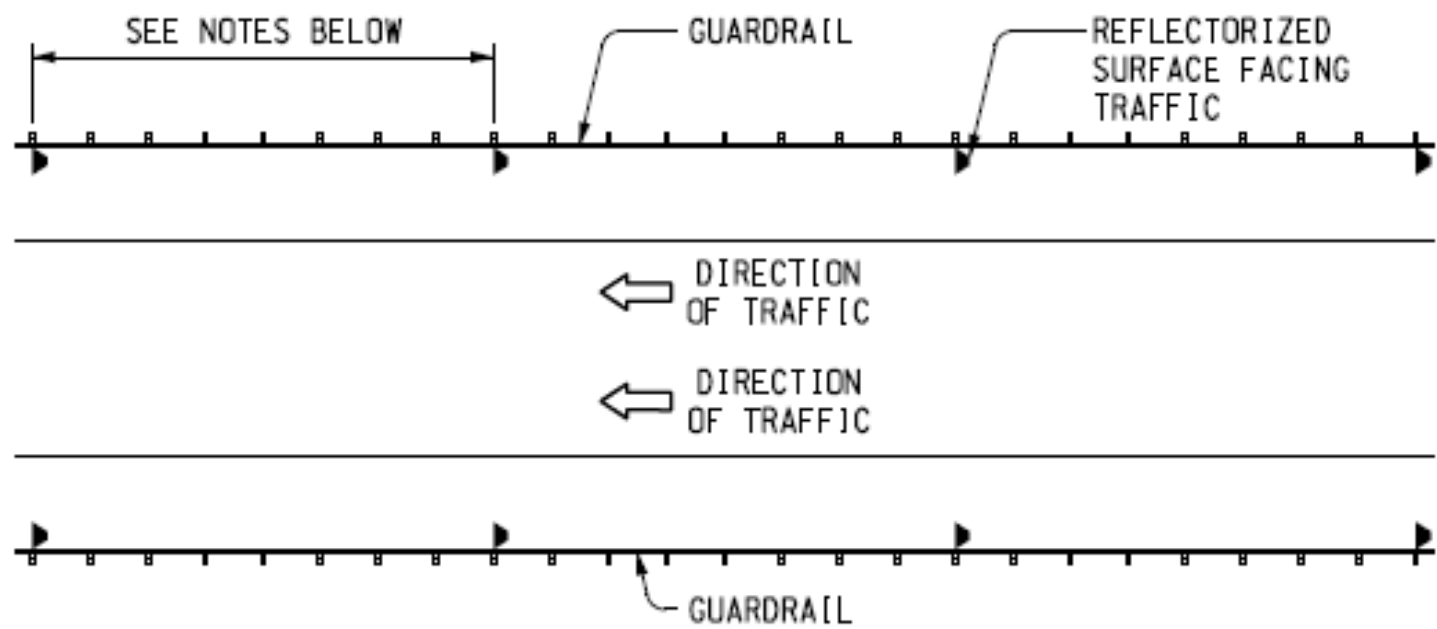 SEE NOTES BELOW
GUARDRAIL
REFLECTORIZED
SURFACE FACING
TRAFFIC
DIRECTION
OF TRAFFIC
DIRECTION
OF TRAFFIC
GUARDRAIL